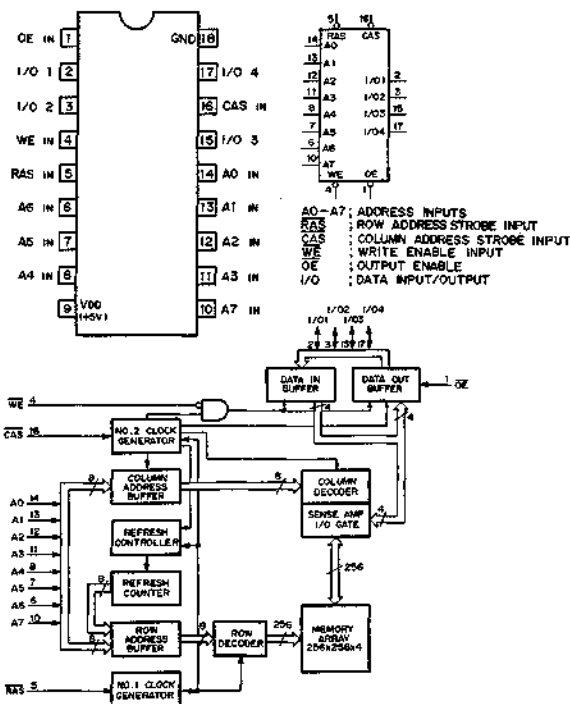 OE IN 1 GND 18
I/O 1 2 17 I/O 4
I/O 2 3 16 CAS IN
WE IN 4 15 I/O 3
RAS IN 5 14 A0 IN
A6 IN 6 13 A1 IN
A5 IN 7 12 A2 IN
A4 IN 8 11 A3 IN
9 VDD 10 A7 IN
(+5V)
5 16
RAS CAS
14 A0
13 A1
12 A2 I/O1 2
11 A3 I/O2 3
8 A4 I/O3 15
7 A5 I/O4 17
6 A6
10 A7
WE OE
4 1
A0-A7 ; ADDRESS INPUTS
RAS ; ROW ADDRESS STROBE INPUT
CAS ; COLUMN ADDRESS STROBE INPUT
WE ; WRITE ENABLE INPUT
OE ; OUTPUT ENABLE
I/O ; DATA INPUT/OUTPUT
I/O2 I/O4
I/O1 I/O3
2 3 15 17
DATA IN BUFFER
DATA OUT BUFFER
1 OE
WE 4
4
4
CAS 16
NO.2 CLOCK GENERATOR
8
COLUMN ADDRESS BUFFER
8
COLUMN DECODER
SENSE AMP I/O GATE
4
A0 14
A1 13
A2 12
A3 11
A4 8
A5 7
A6 6
A7 10
REFRESH CONTROLLER
REFRESH COUNTER
8
256
8
ROW ADDRESS BUFFER
8
ROW DECODER
256
MEMORY ARRAY 256x256x4
RAS 5
NO.1 CLOCK GENERATOR